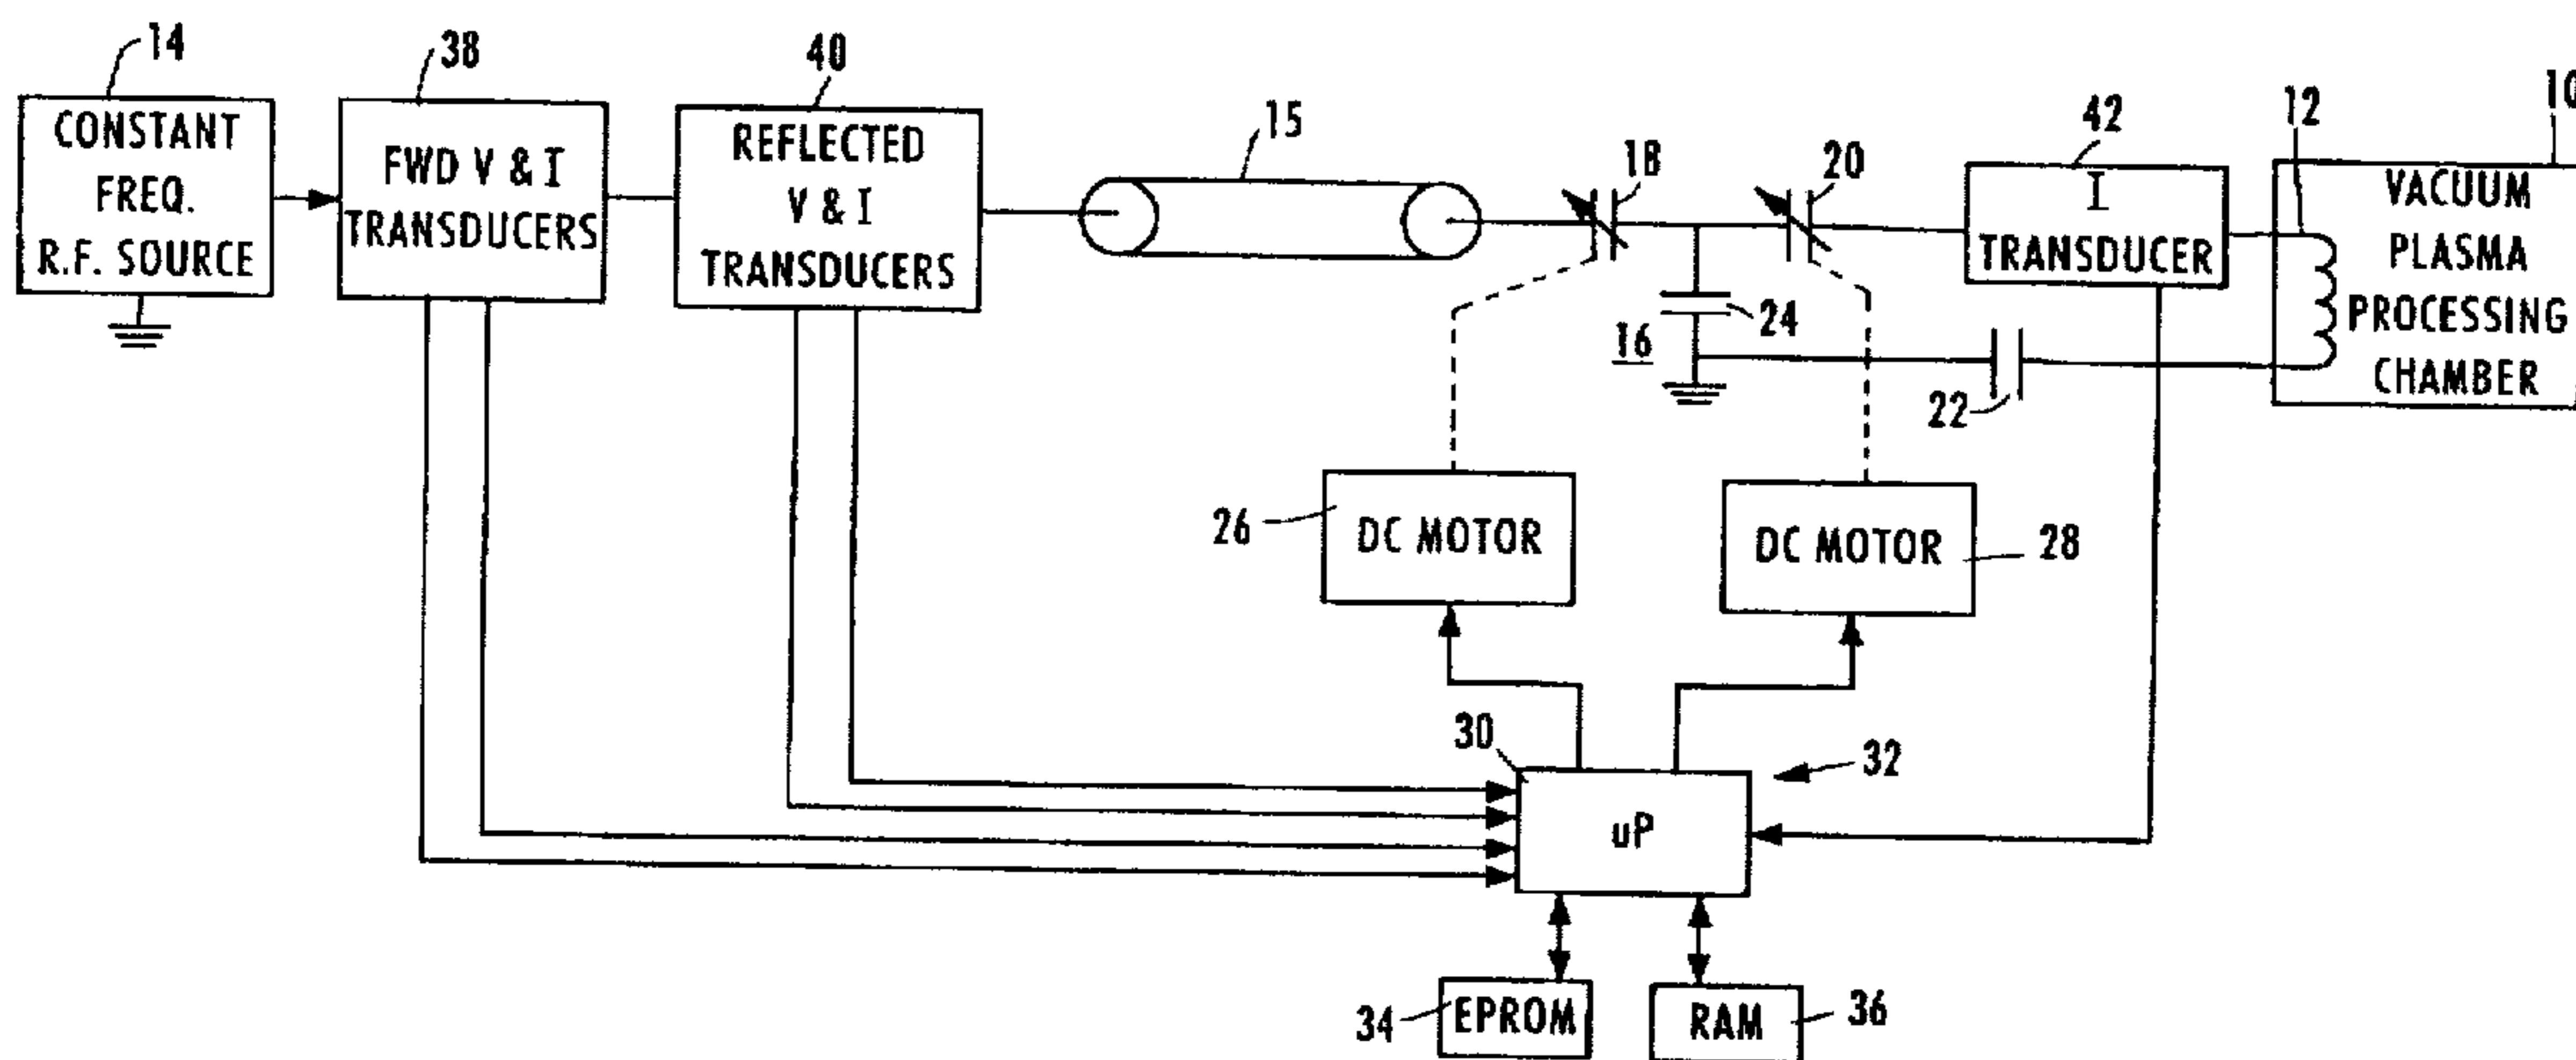 14
38
40
15
18
20
42
12
10
CONSTANT
FREQ.
R.F. SOURCE
FWD V & I
TRANSDUCERS
REFLECTED
V & I
TRANSDUCERS
I
TRANSDUCER
VACUUM
PLASMA
PROCESSING
CHAMBER
16
24
22
26
DC MOTOR
DC MOTOR
28
30
32
uP
34
EPROM
RAM
36